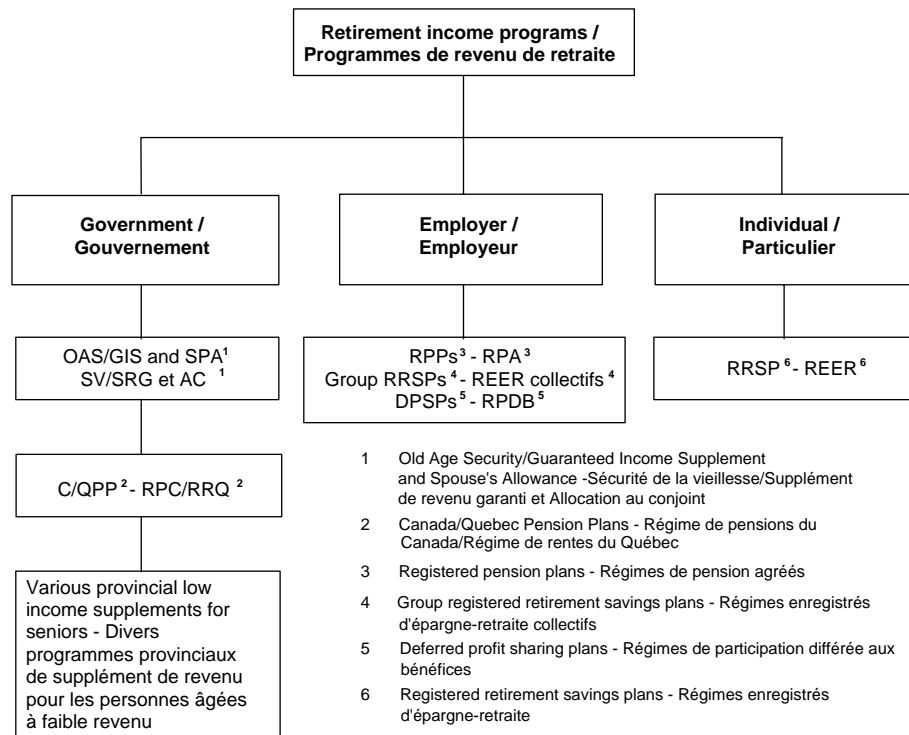 Retirement income programs /
Programmes de revenu de retraite
Government /
Gouvernement
Employer /
Employeur
Individual /
Particulier
OAS/GIS and SPA¹
SV/SRG et AC ¹
RPPs³ - RPA³
Group RRSPs⁴ - REER collectifs⁴
DPSPs⁵ - RPDB⁵
RRSP⁶ - REER⁶
C/QPP² - RPC/RRQ²
Various provincial low
income supplements for
seniors - Divers
programmes provinciaux
de supplément de revenu
pour les personnes âgées
à faible revenu
1 Old Age Security/Guaranteed Income Supplement
and Spouse's Allowance -Sécurité de la vieillesse/Supplément
de revenu garanti et Allocation au conjoint
2 Canada/Quebec Pension Plans - Régime de pensions du
Canada/Régime de rentes du Québec
3 Registered pension plans - Régimes de pension agréés
4 Group registered retirement savings plans - Régimes enregistrés
d'épargne-retraite collectifs
5 Deferred profit sharing plans - Régimes de participation différée aux
bénéfices
6 Registered retirement savings plans - Régimes enregistrés
d'épargne-retraite